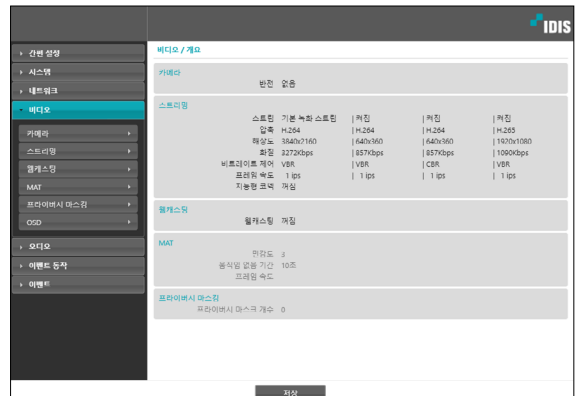 IDIS
간편 설정
시스템
네트워크
비디오
카메라
스트리밍
웹캐스팅
MAT
프라이버시 마스킹
OSD
오디오
이벤트 동작
이벤트
비디오 / 개요
카메라
반전 없음
스트리밍
스트림 기본 녹화 스트림 | 켜짐 | 켜짐 | 켜짐
압축 H.264 | H.264 | H.264 | H.265
해상도 3840x2160 | 640x360 | 640x360 | 1920x1080
화질 3272Kbps | 857Kbps | 857Kbps | 1090Kbps
비트레이트 제어 VBR | VBR | CBR | VBR
프레임 속도 1 ips | 1 ips | 1 ips | 1 ips
지능형 코덱 꺼짐
웹캐스팅
웹캐스팅 꺼짐
MAT
민감도 3
움직임 없음 기간 10초
프레임 속도
프라이버시 마스킹
프라이버시 마스크 개수 0
저장